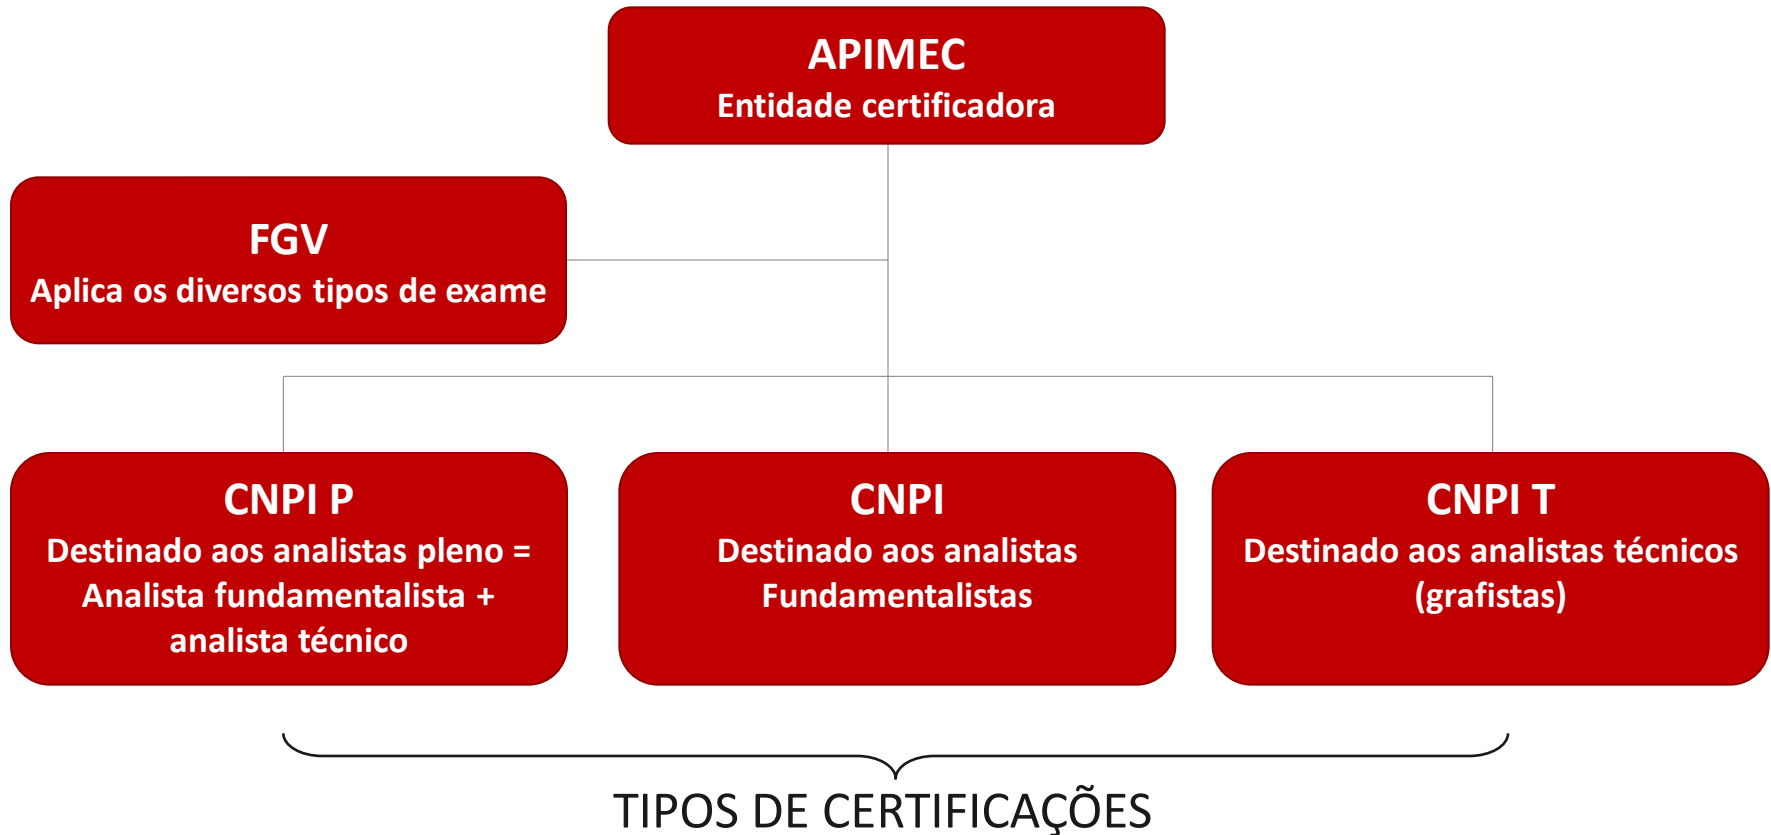 APIMEC
Entidade certificadora
FGV
Aplica os diversos tipos de exame
CNPI P
Destinado aos analistas pleno =
Analista fundamentalista +
analista técnico
CNPI
Destinado aos analistas
Fundamentalistas
CNPI T
Destinado aos analistas técnicos
(grafistas)
TIPOS DE CERTIFICAÇÕES